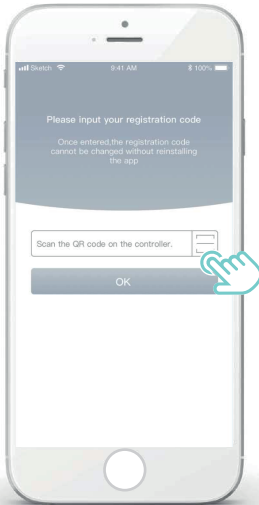 Sketch
9:41 AM
100%
Please input your registration code
Once entered,the registration code
cannot be changed without reinstalling
the app
Scan the QR code on the controller.
OK